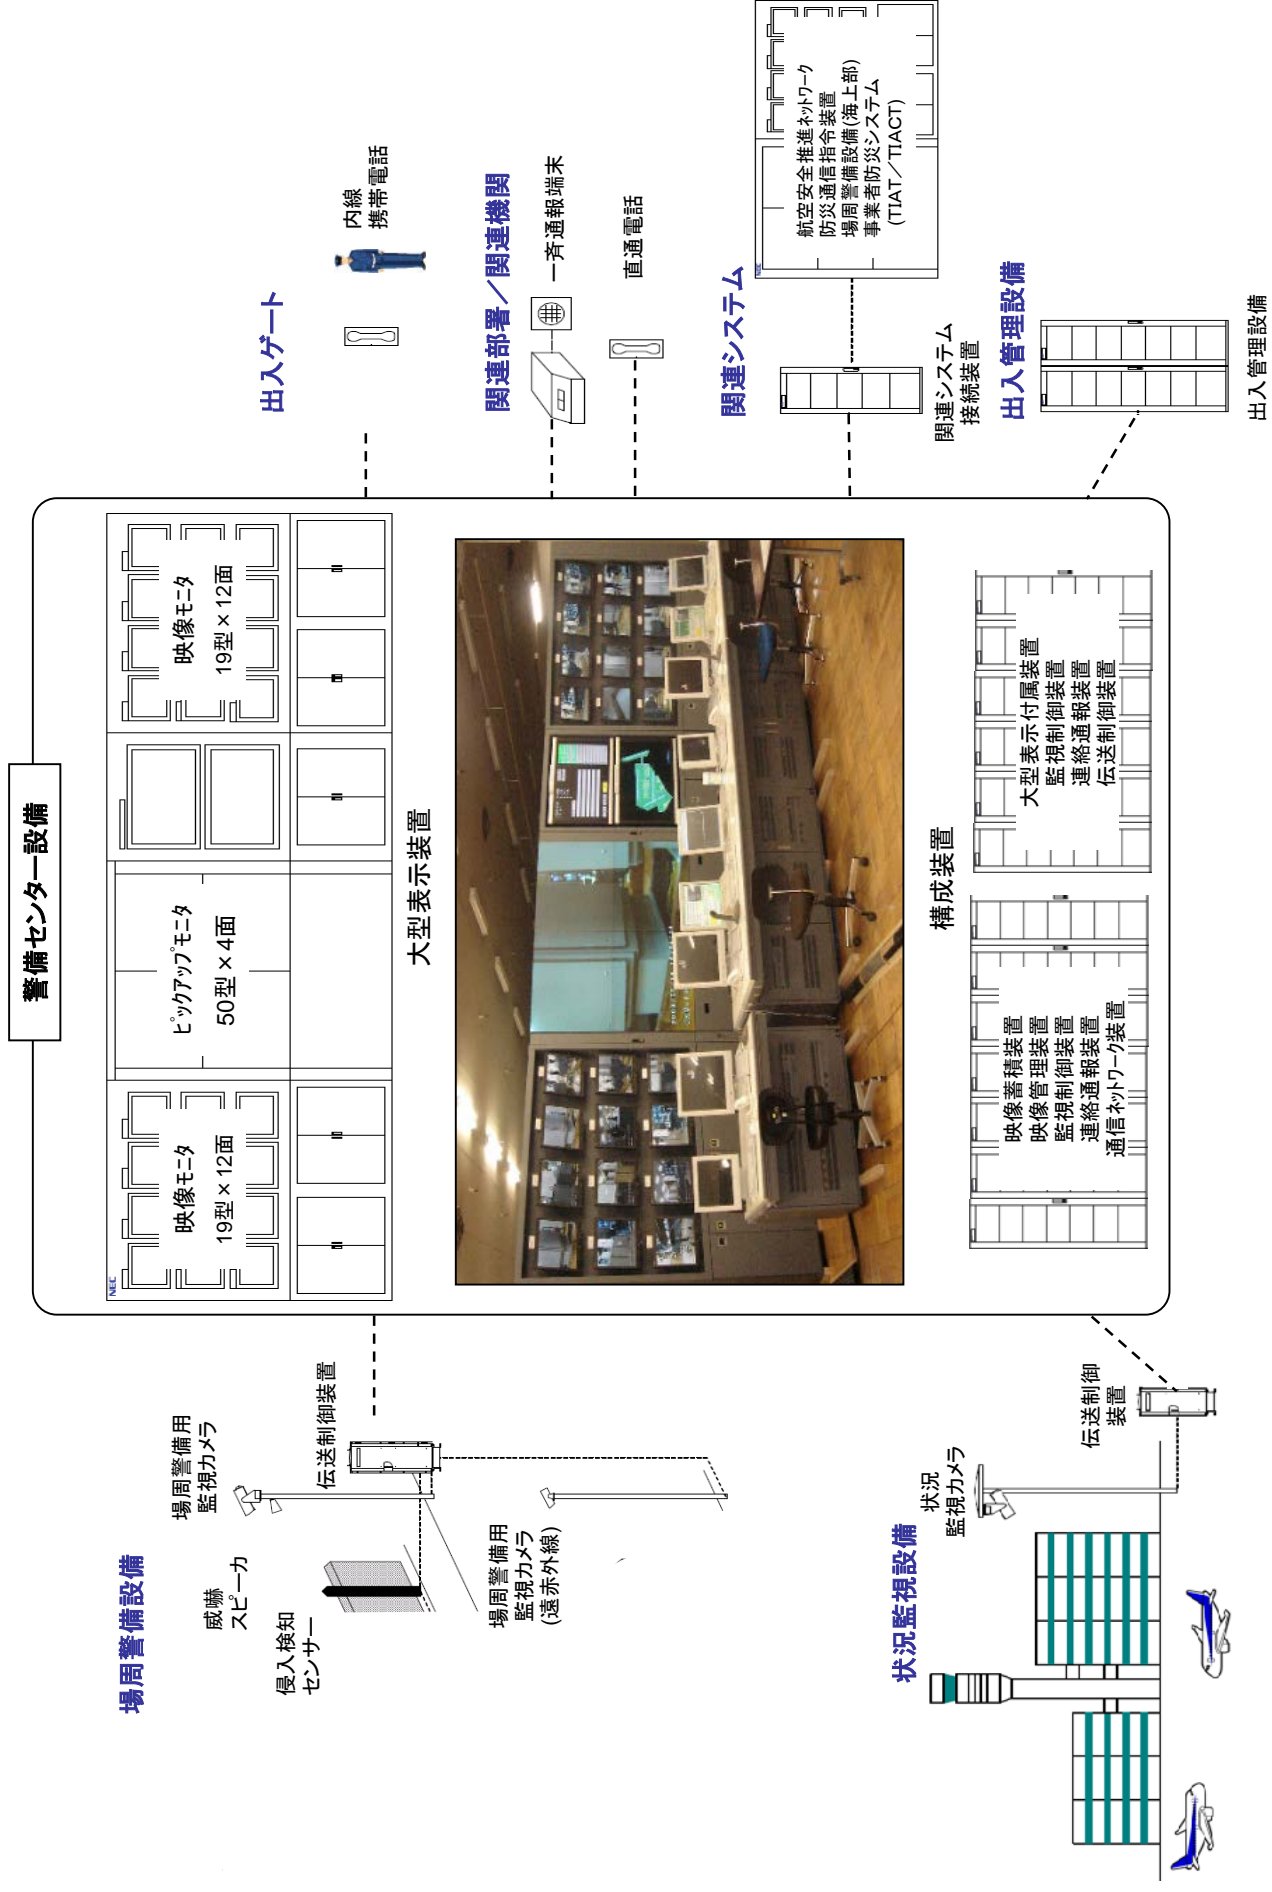 警備センター設備
場周警備設備
場周警備用
監視カメラ
威嚇
スピーカ
侵入検知
センサー
伝送制御装置
場周警備用
監視カメラ
(遠赤外線)
状況監視設備
状況
監視カメラ
伝送制御
装置
NEC
映像モニタ
19型×12面
ピックアップモニタ
50型×4面
映像モニタ
19型×12面
大型表示装置
構成装置
映像蓄積装置
映像管理装置
監視制御装置
連絡通報装置
通信ネットワーク装置
大型表示付属装置
監視制御装置
連絡通報装置
伝送制御装置
出入ゲート
内線
携帯電話
関連部署／関連機関
一斉通報端末
直通電話
関連システム
関連システム
接続装置
NEC
航空安全推進ネットワーク
防災通信指令装置
場周警備設備(海上部)
事業者防災システム
(TIAT／TIACT)
出入管理設備
出入管理設備